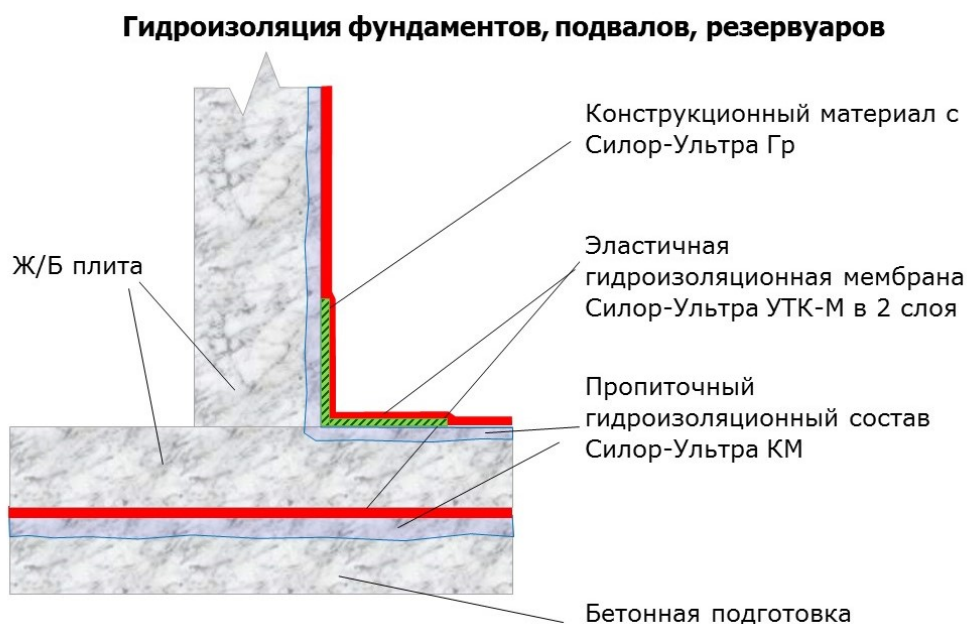 Гидроизоляция фундаментов, подвалов, резервуаров
Конструкционный материал с
Силор-Ультра Гр
Ж/Б плита
Эластичная
гидроизоляционная мембрана
Силор-Ультра УТК-М в 2 слоя
Пропиточный
гидроизоляционный состав
Силор-Ультра КМ
Бетонная подготовка